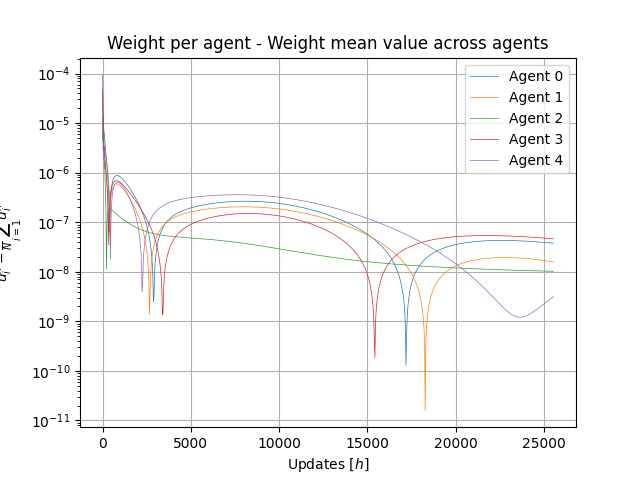 Weight per agent - Weight mean value across agents
10⁻⁴
10⁻⁵
10⁻⁶
10⁻⁷
10⁻⁸
10⁻⁹
10⁻¹⁰
10⁻¹¹
Agent 0
Agent 1
Agent 2
Agent 3
Agent 4
0 5000 10000 15000 20000 25000
Updates [h]